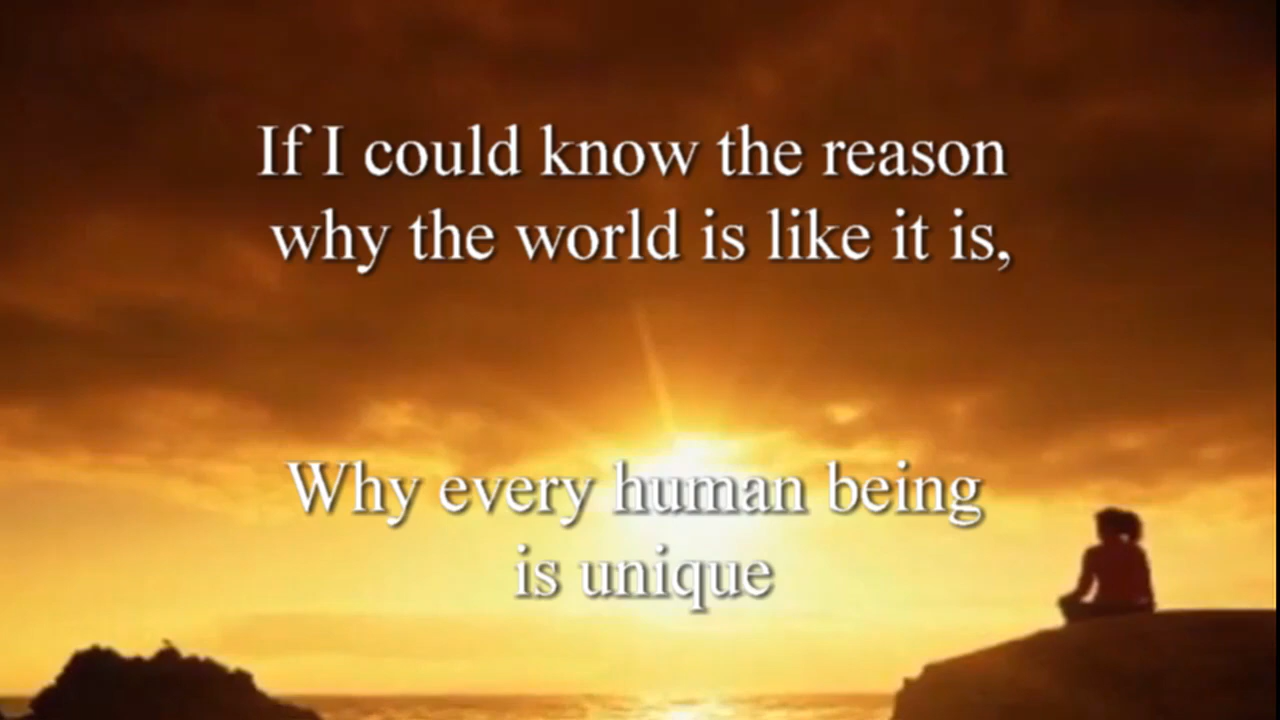 If I could know the reason
why the world is like it is,
Why every human being
is unique